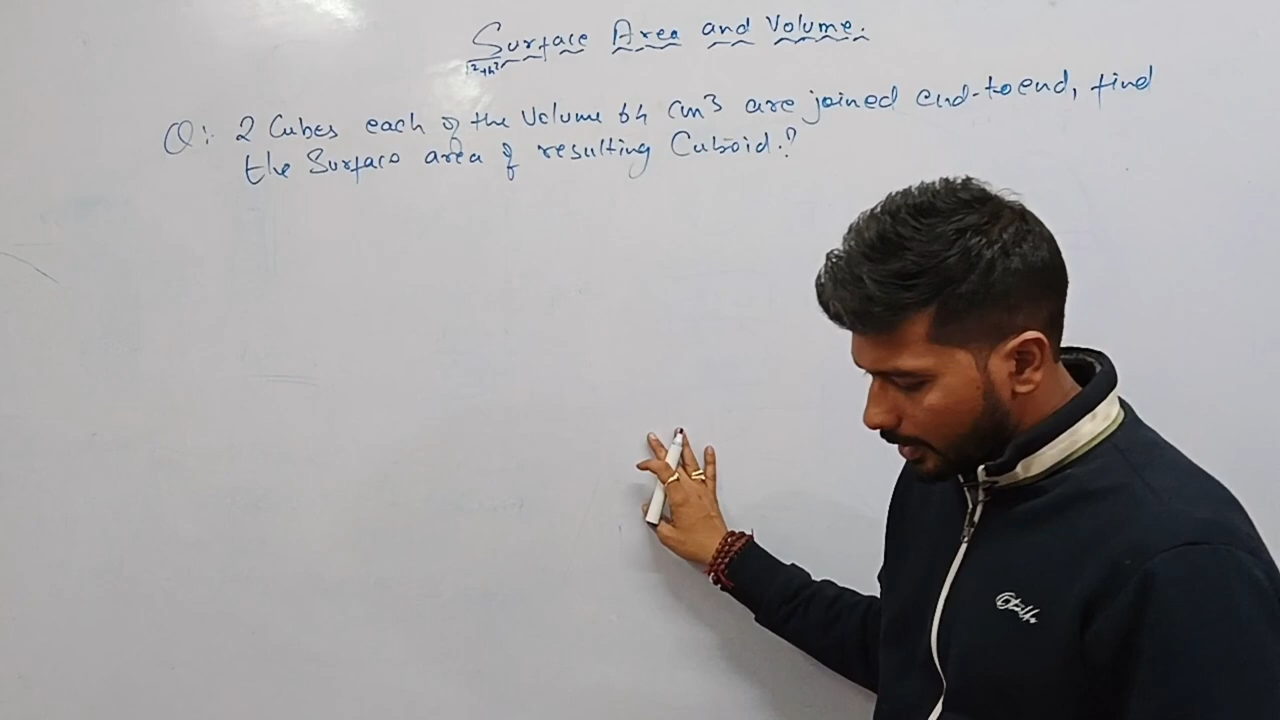 Surface Area and Volume.
Q:- 2 Cubes each of the Volume 64 cm³ are joined end-to end, find
the Surface area of resulting Cuboid.?